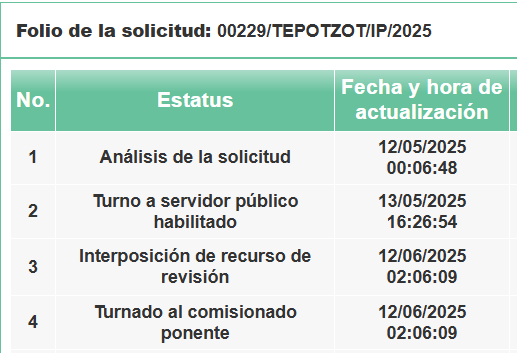 Folio de la solicitud: 00229/TEPOTZOT/IP/2025
No. Estatus Fecha y hora de
actualización
1 Análisis de la solicitud 12/05/2025
00:06:48
2 Turno a servidor público
habilitado 13/05/2025
16:26:54
3 Interposición de recurso de
revisión 12/06/2025
02:06:09
4 Turnado al comisionado
ponente 12/06/2025
02:06:09